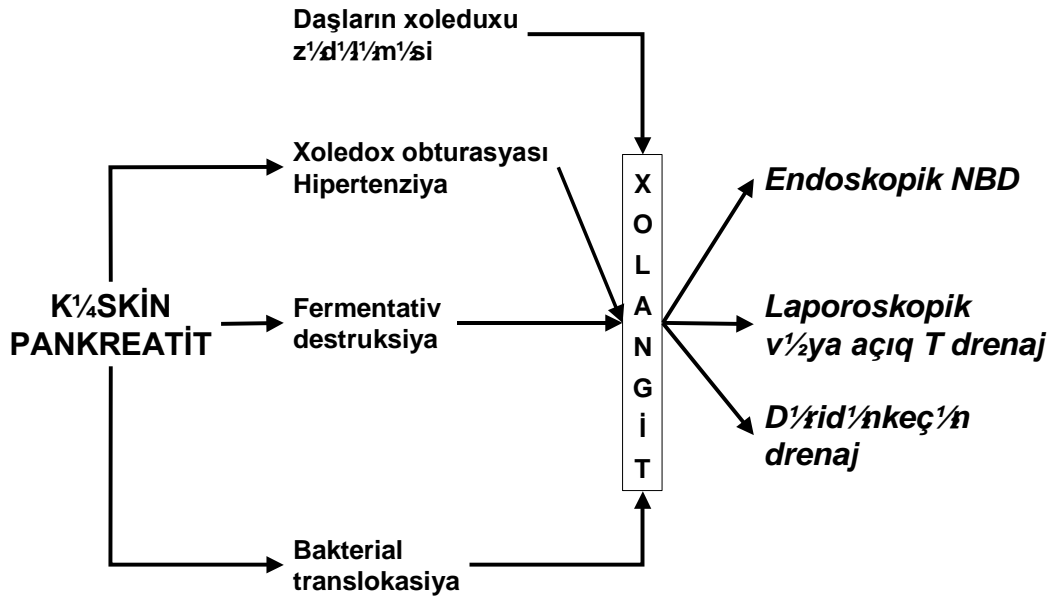 Daşların xoleduxu
z½d½l½m½si
Xoledox obturasyası
Hipertenziya
K¼SKİN
PANKREATİT
Fermentativ
destruksiya
Bakterial
translokasiya
X
O
L
A
N
G
İ
T
Endoskopik NBD
Laporoskopik
v½ya açıq T drenaj
D½rid½nkeç½n
drenaj